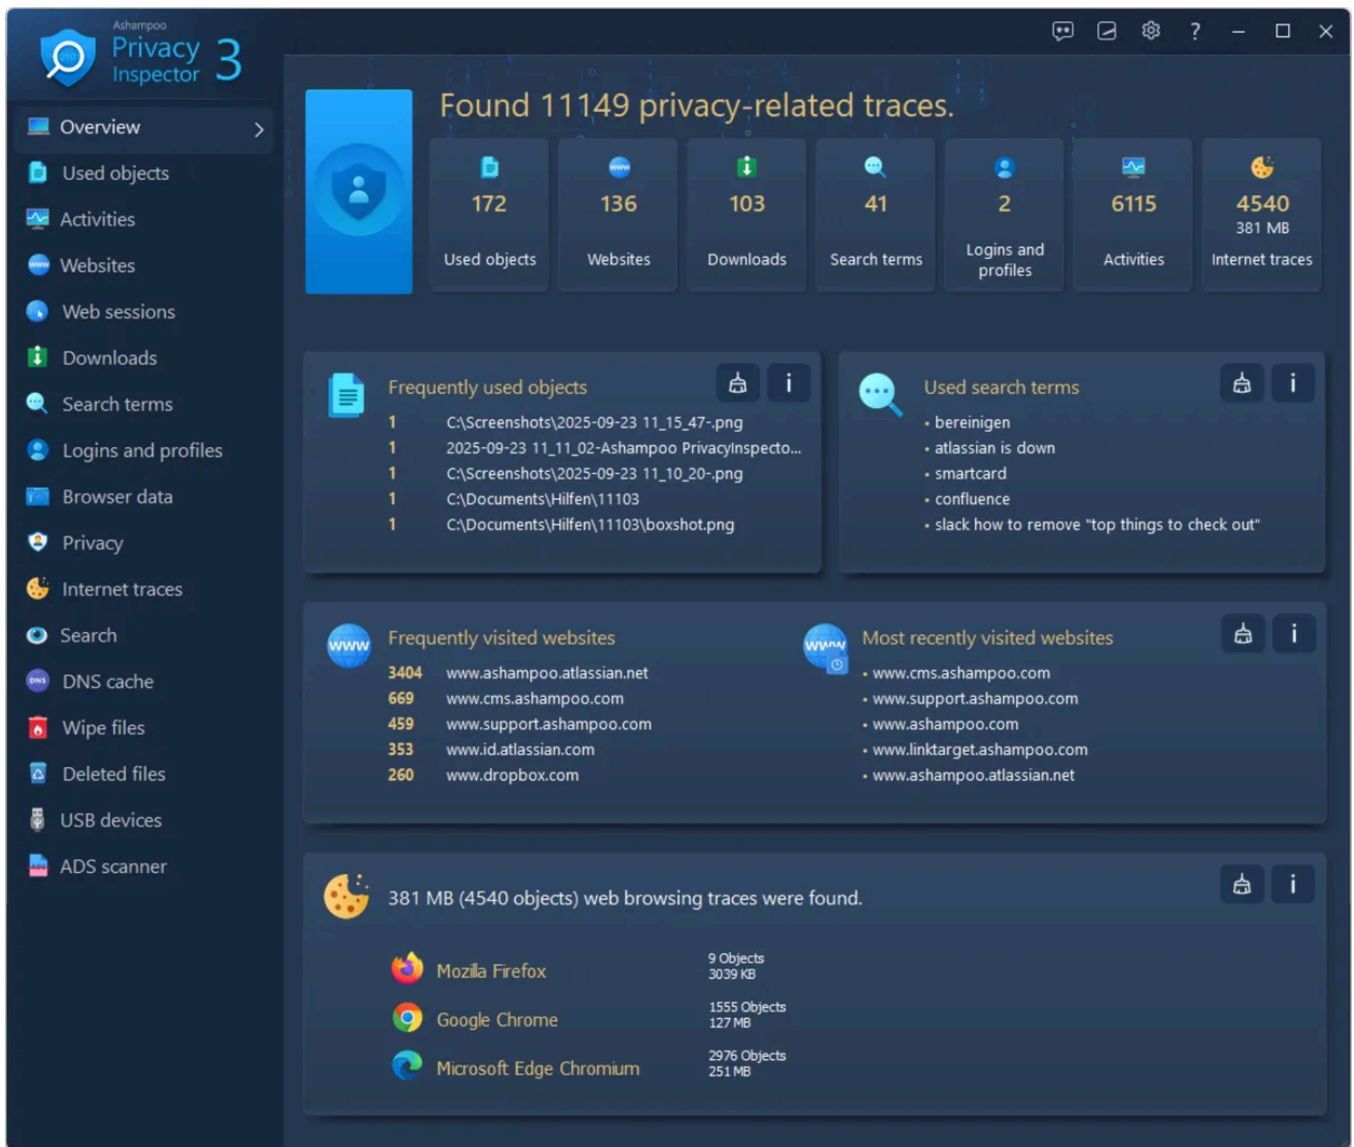 Ashampoo
Privacy
Inspector 3
?
Overview
Used objects
Activities
Websites
Web sessions
Downloads
Search terms
Logins and profiles
Browser data
Privacy
Internet traces
Search
DNS cache
Wipe files
Deleted files
USB devices
ADS scanner
Found 11149 privacy-related traces.
172
Used objects
136
Websites
103
Downloads
41
Search terms
2
Logins and
profiles
6115
Activities
4540
381 MB
Internet traces
Frequently used objects
1 C:\Screenshots\2025-09-23 11_15_47-.png
1 2025-09-23 11_11_02-Ashampoo PrivacyInspecto...
1 C:\Screenshots\2025-09-23 11_10_20-.png
1 C:\Documents\Hilfen\11103
1 C:\Documents\Hilfen\11103\boxshot.png
Used search terms
• bereinigen
• atlassian is down
• smartcard
• confluence
• slack how to remove "top things to check out"
Frequently visited websites
3404 www.ashampoo.atlassian.net
669 www.cms.ashampoo.com
459 www.support.ashampoo.com
353 www.id.atlassian.com
260 www.dropbox.com
Most recently visited websites
• www.cms.ashampoo.com
• www.support.ashampoo.com
• www.ashampoo.com
• www.linktarget.ashampoo.com
• www.ashampoo.atlassian.net
381 MB (4540 objects) web browsing traces were found.
Mozilla Firefox
9 Objects
3039 KB
Google Chrome
1555 Objects
127 MB
Microsoft Edge Chromium
2976 Objects
251 MB